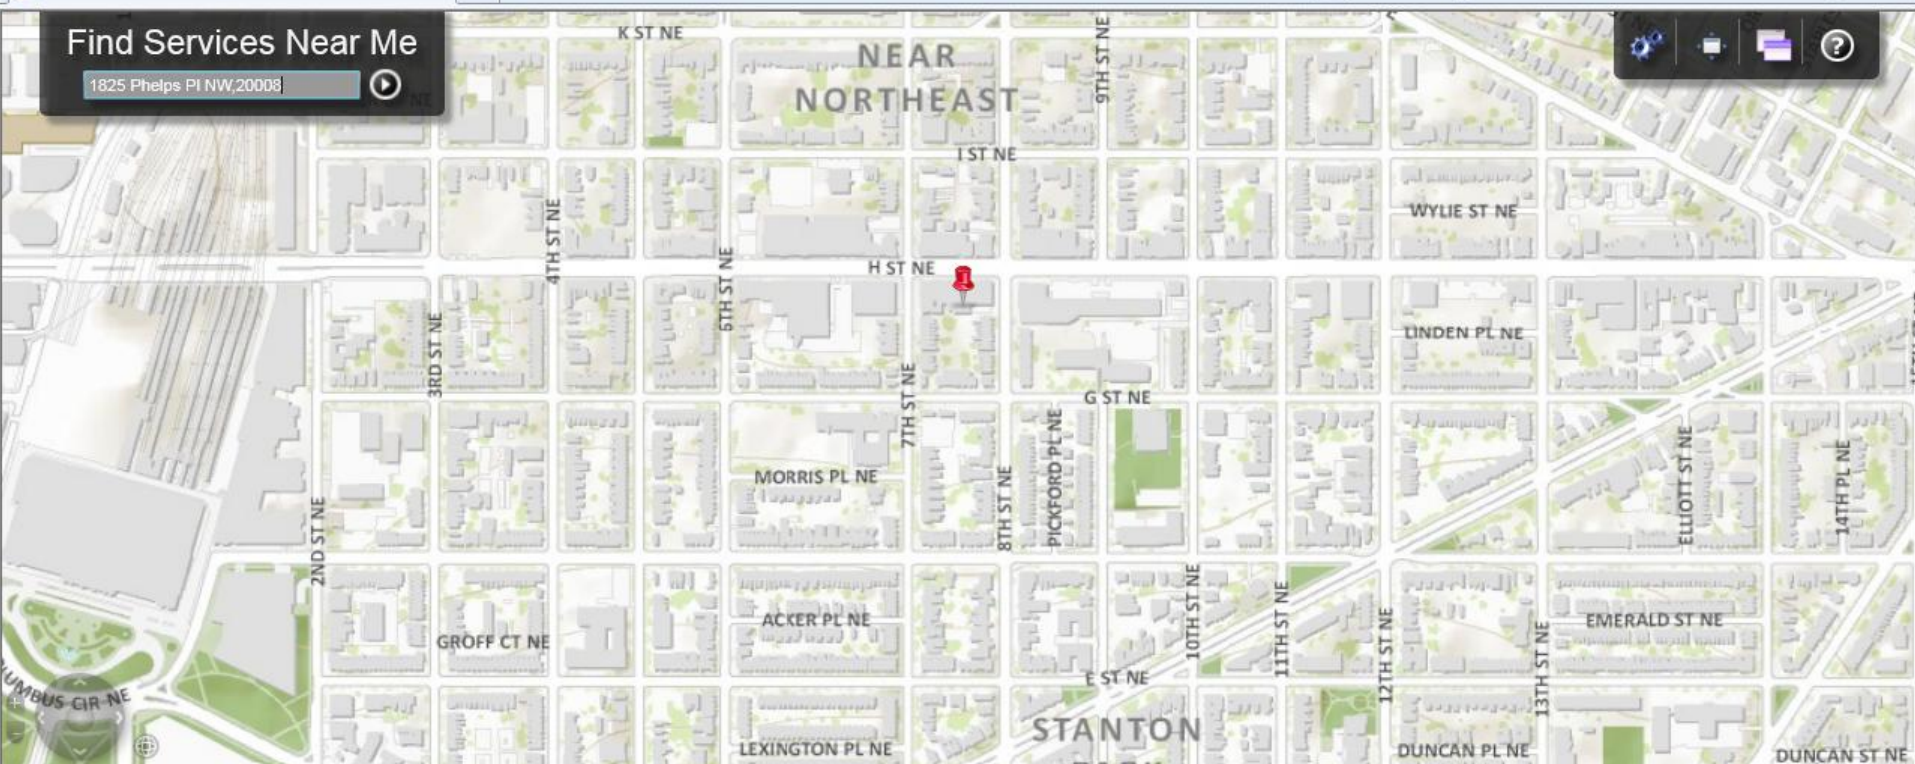 Find Services Near Me
1825 Phelps Pl NW,20008
K ST NE
NEAR
NORTHEAST
9TH ST NE
I ST NE
WYLIE ST NE
4TH ST NE
6TH ST NE
H ST NE
3RD ST NE
LINDEN PL NE
7TH ST NE
G ST NE
PICKFORD PL NE
MORRIS PL NE
8TH ST NE
ELLIOTT ST NE
14TH PL NE
2ND ST NE
ACKER PL NE
10TH ST NE
11TH ST NE
12TH ST NE
13TH ST NE
EMERALD ST NE
GROFF CT NE
E ST NE
CIR NE
STANTON
LEXINGTON PL NE
DUNCAN PL NE
DUNCAN ST NE
?